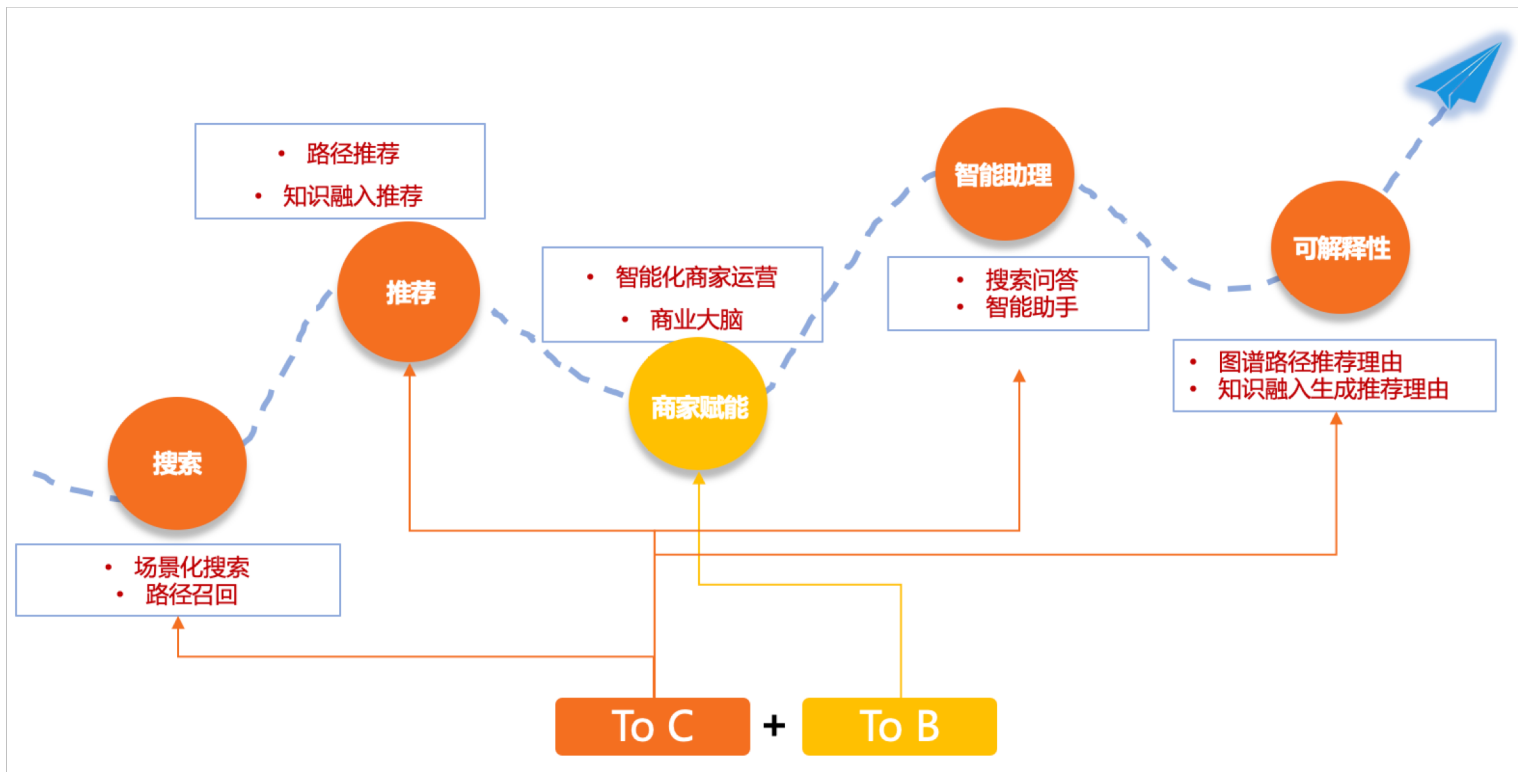 搜索
• 场景化搜索
• 路径召回
• 路径推荐
• 知识融入推荐
推荐
• 智能化商家运营
• 商业大脑
商家赋能
智能助理
• 搜索问答
• 智能助手
可解释性
• 图谱路径推荐理由
• 知识融入生成推荐理由
To C + To B